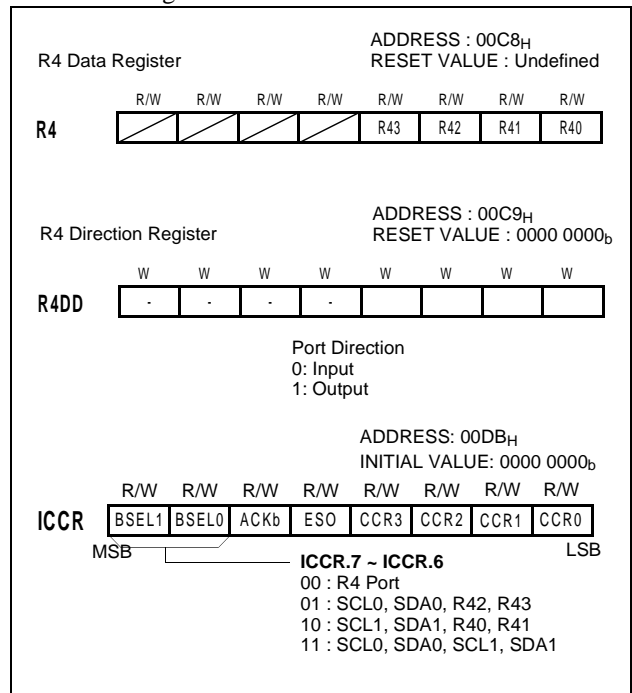 ADDRESS : 00C8H
R4 Data Register RESET VALUE : Undefined
R/W R/W R/W R/W R/W R/W R/W R/W
R4 R43 R42 R41 R40
ADDRESS : 00C9H
R4 Direction Register RESET VALUE : 0000 0000b
W W W W W W W W
R4DD - - - -
Port Direction
0: Input
1: Output
ADDRESS: 00DBH
INITIAL VALUE: 0000 0000b
R/W R/W R/W R/W R/W R/W R/W R/W
ICCR BSEL1 BSEL0 ACKb ESO CCR3 CCR2 CCR1 CCR0
MSB LSB
ICCR.7 ~ ICCR.6
00 : R4 Port
01 : SCL0, SDA0, R42, R43
10 : SCL1, SDA1, R40, R41
11 : SCL0, SDA0, SCL1, SDA1